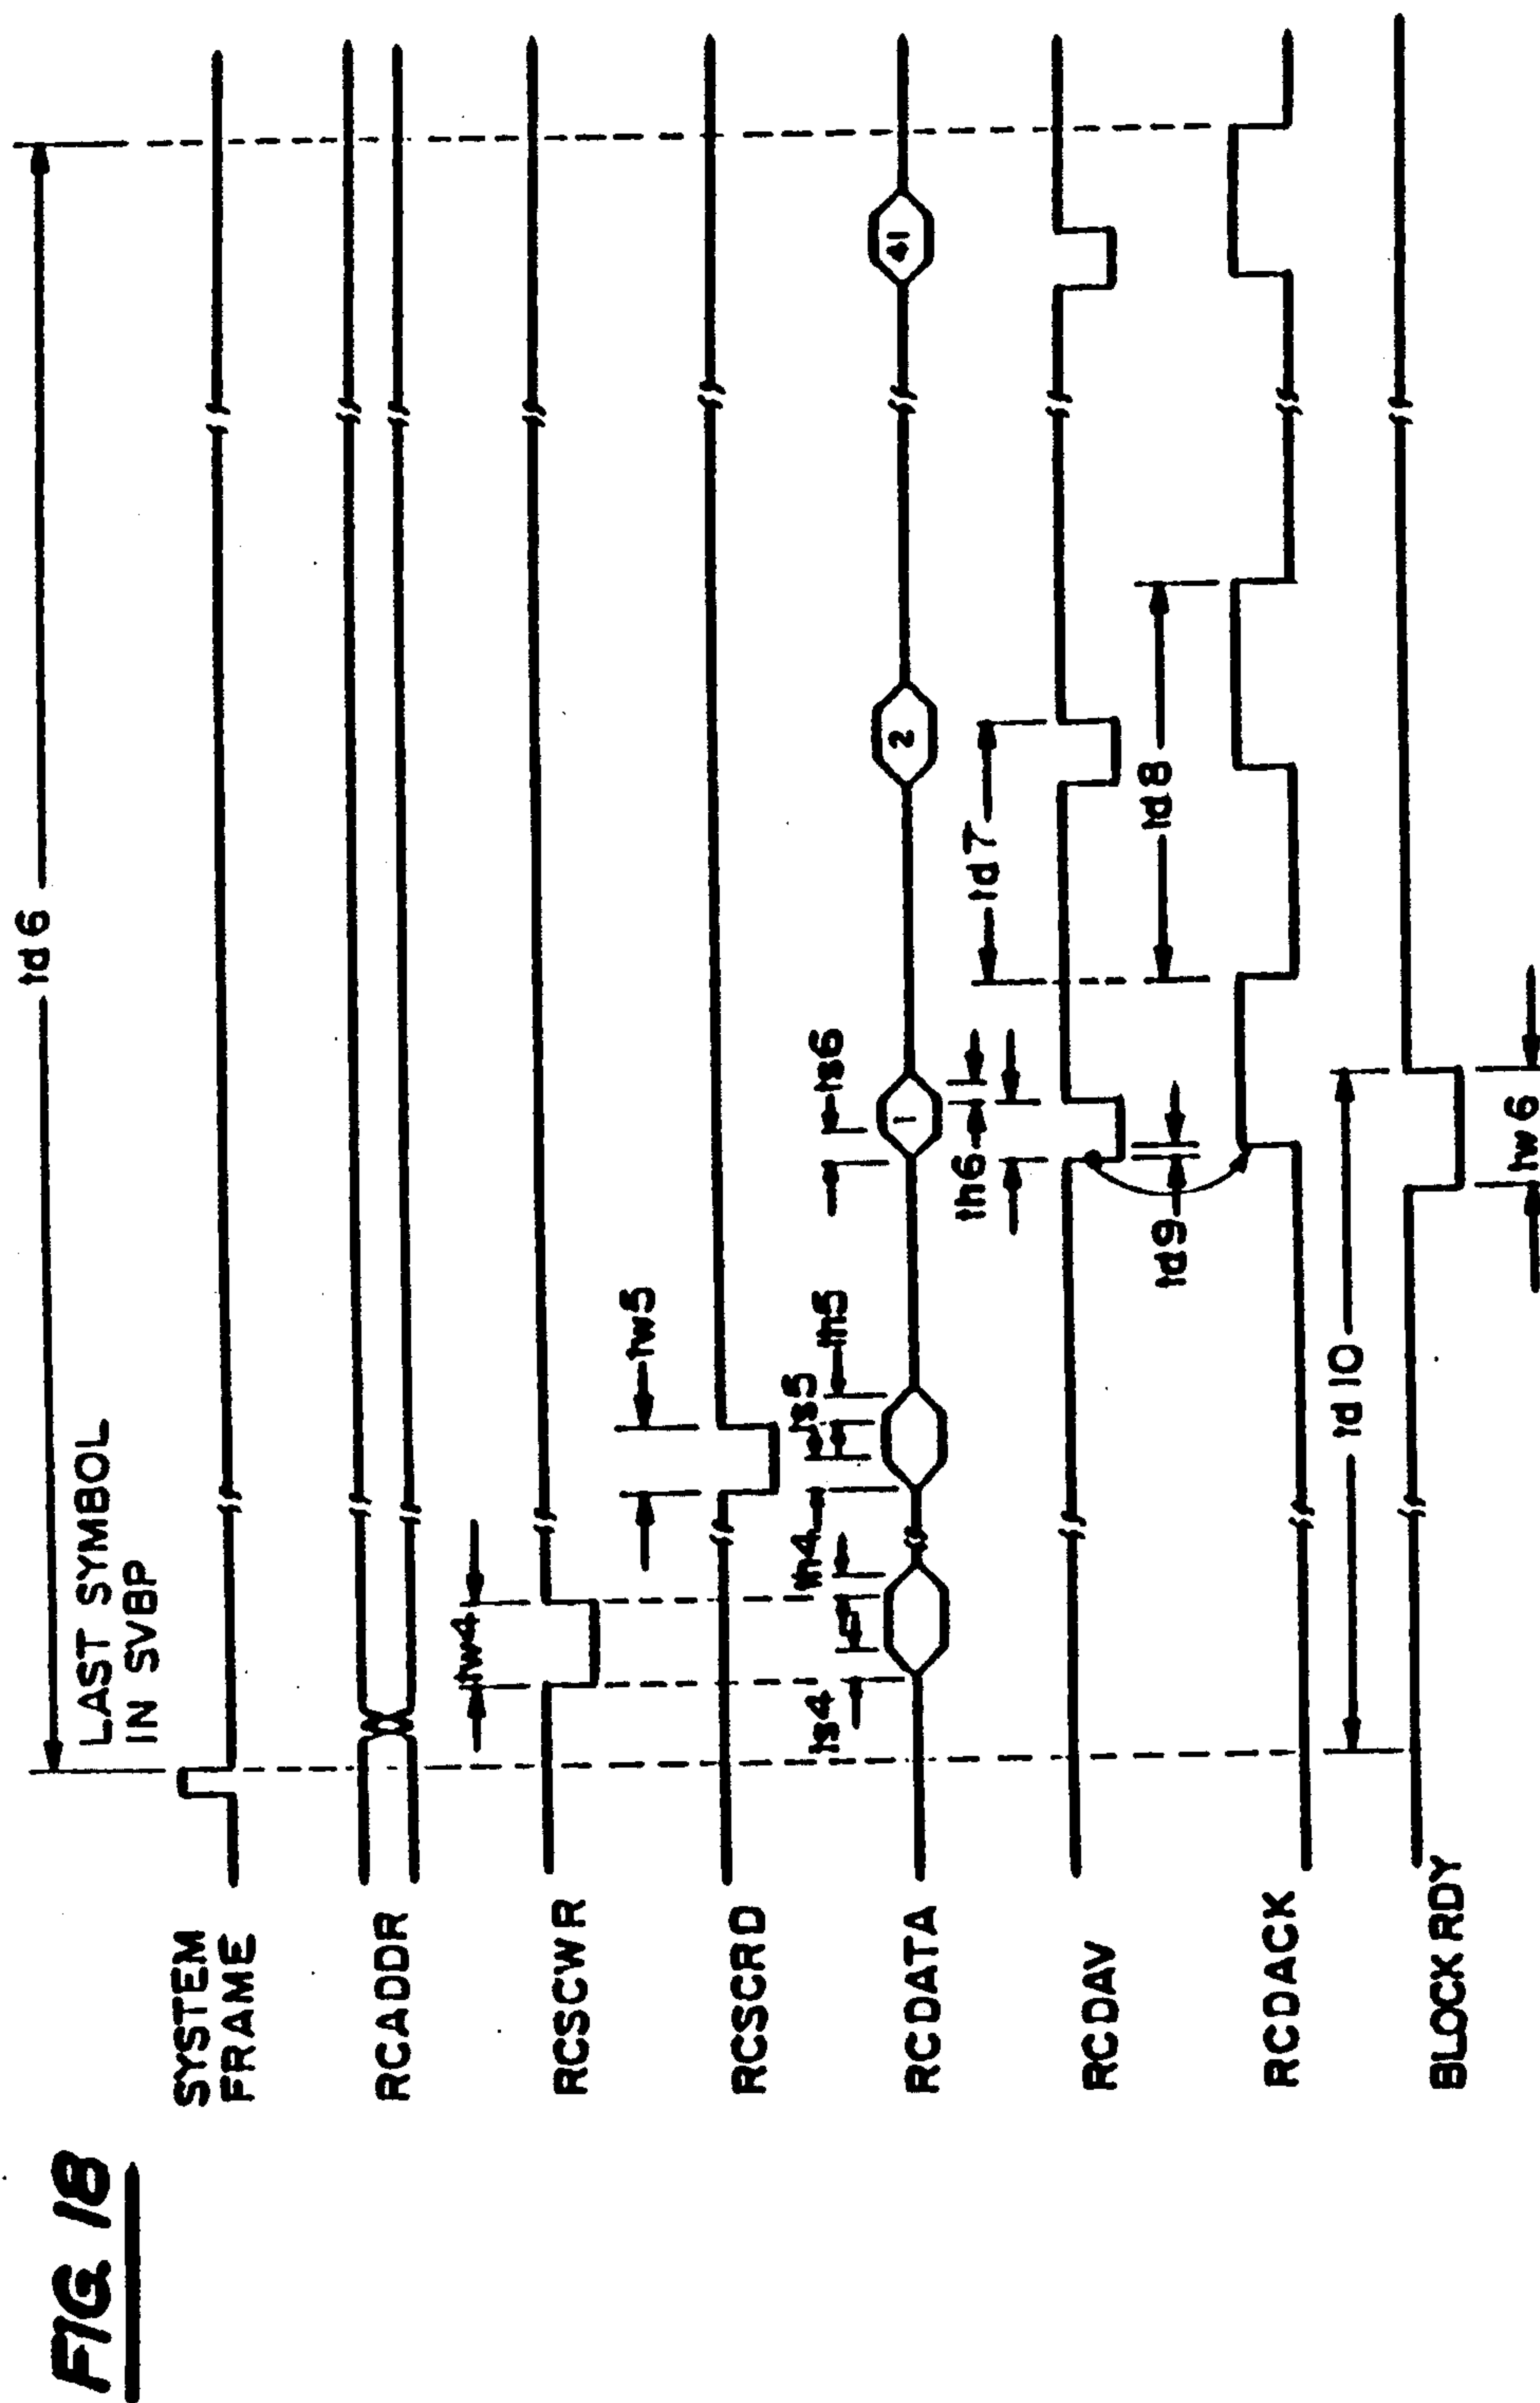 FIG. 18
td 6
LAST SYMBOL
IN SVBP
SYSTEM
FRAME
RCADDR
tw4
RCSCWR
tw5
RCSCRD
ts4
th4
ts5
th5
ts6
RCDATA
1
2
41
th6
td7
RCDAV
td9
td8
RCDACK
td 10
BLOCK RDY
tw 6